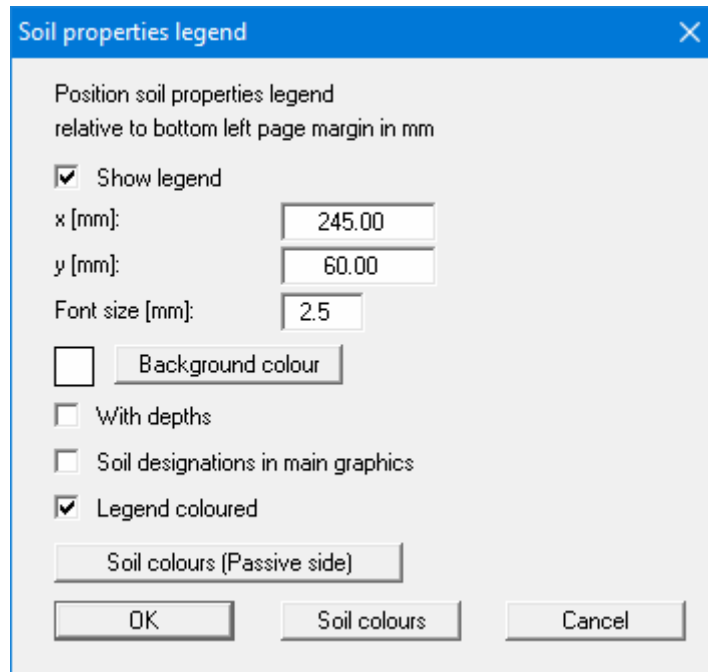 Soil properties legend
Position soil properties legend
relative to bottom left page margin in mm
Show legend
x [mm]: 245.00
y [mm]: 60.00
Font size [mm]: 2.5
Background colour
With depths
Soil designations in main graphics
Legend coloured
Soil colours (Passive side)
OK Soil colours Cancel